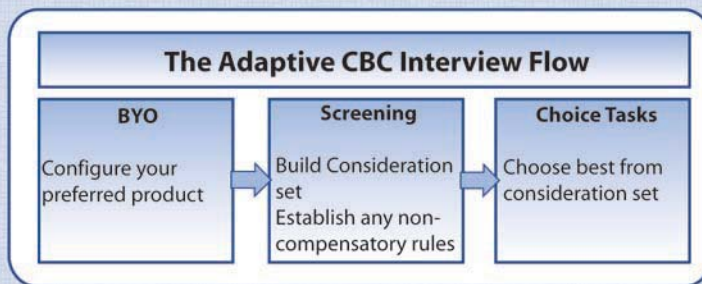 The Adaptive CBC Interview Flow
BYO
Configure your
preferred product
Screening
Build Consideration
set
Establish any non-
compensatory rules
Choice Tasks
Choose best from
consideration set